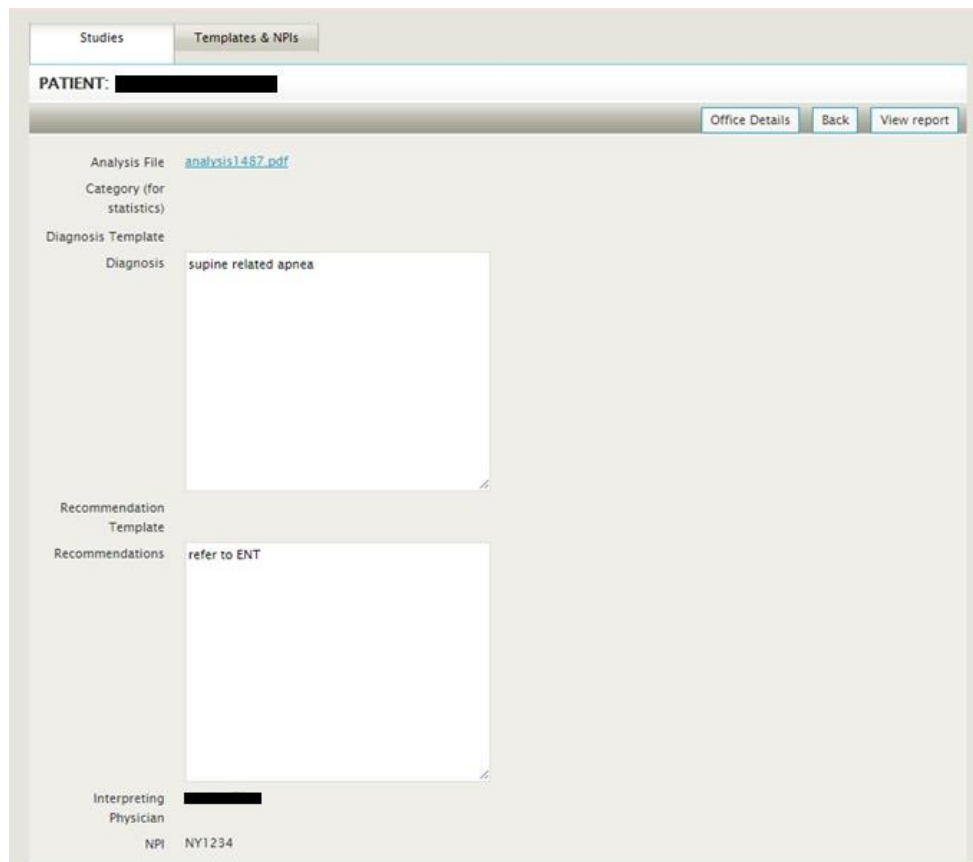 Studies
Templates & NPIs
PATIENT:
Office Details
Back
View report
Analysis File
analysis1487.pdf
Category (for
statistics)
Diagnosis Template
Diagnosis
supine related apnea
Recommendation
Template
Recommendations
refer to ENT
Interpreting
Physician
NPI
NY1234